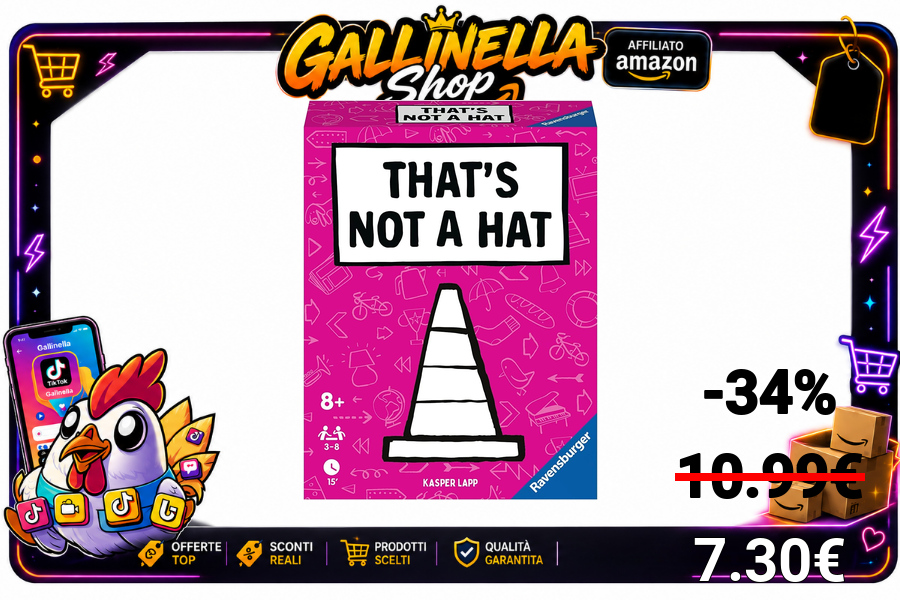 GALLINELLA
Shop
AFFILIATO
amazon
THAT'S
NOT A HAT
Ravensburger
THAT'S
NOT A HAT
8+
3-8
15'
KASPER LAPP
Ravensburger
Gallinella
TikTok
Gallinella
-34%
10.99€
7.30€
OFFERTE
TOP
SCONTI
REALI
PRODOTTI
SCELTI
QUALITÀ
GARANTITA